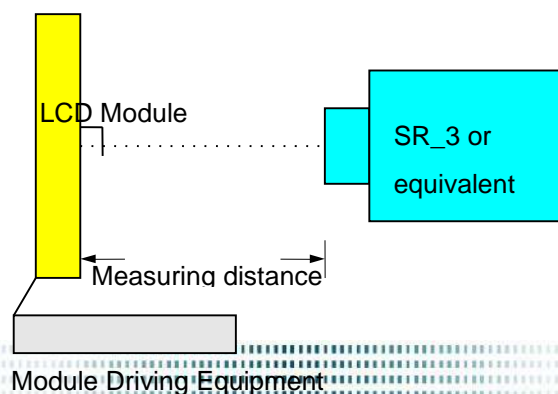 LCD Module
SR_3 or
equivalent
Measuring distance
Module Driving Equipment